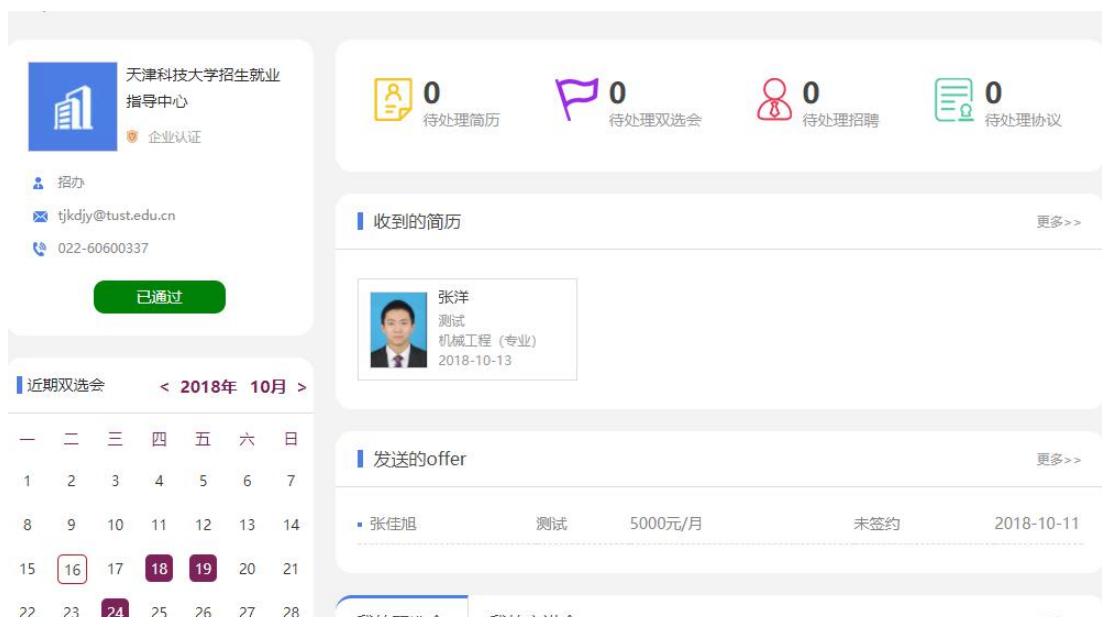 天津科技大学招生就业
指导中心
企业认证
招办
tjkdjy@tust.edu.cn
022-60600337
已通过
近期双选会 < 2018年 10月 >
一 二 三 四 五 六 日
1 2 3 4 5 6 7
8 9 10 11 12 13 14
15 16 17 18 19 20 21
22 23 24 25 26 27 28
0 0 0 0
待处理简历 待处理双选会 待处理招聘 待处理协议
收到的简历 更多>>
张洋
测试
机械工程（专业）
2018-10-13
发送的offer 更多>>
张佳旭 测试 5000元/月 未签约 2018-10-11